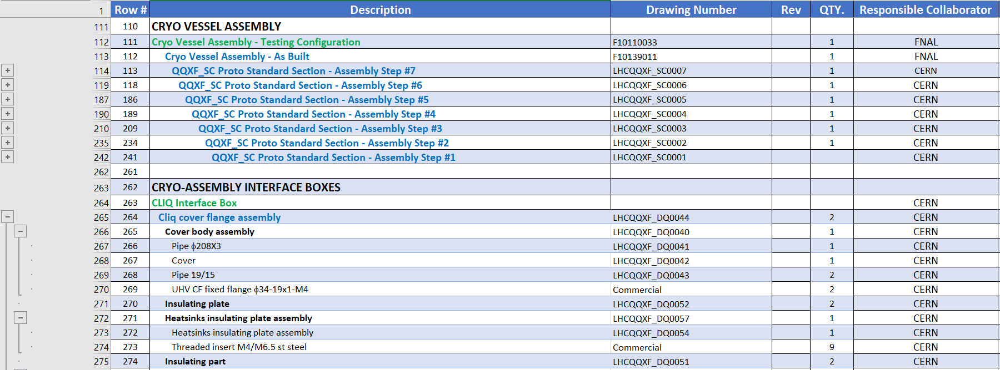 1 Row # Description Drawing Number Rev QTY. Responsible Collaborator
111 110 CRYO VESSEL ASSEMBLY
112 111 Cryo Vessel Assembly - Testing Configuration F10110033 1 FNAL
113 112 Cryo Vessel Assembly - As Built F10139011 1 FNAL
114 113 QQXF_SC Proto Standard Section - Assembly Step #7 LHCQQXF_SC0007 1 CERN
119 118 QQXF_SC Proto Standard Section - Assembly Step #6 LHCQQXF_SC0006 1 CERN
187 186 QQXF_SC Proto Standard Section - Assembly Step #5 LHCQQXF_SC0005 1 CERN
190 189 QQXF_SC Proto Standard Section - Assembly Step #4 LHCQQXF_SC0004 1 CERN
210 209 QQXF_SC Proto Standard Section - Assembly Step #3 LHCQQXF_SC0003 1 CERN
235 234 QQXF_SC Proto Standard Section - Assembly Step #2 LHCQQXF_SC0002 1 CERN
242 241 QQXF_SC Proto Standard Section - Assembly Step #1 LHCQQXF_SC0001 CERN
262 261
263 262 CRYO-ASSEMBLY INTERFACE BOXES
264 263 CLIQ Interface Box CERN
265 264 Cliq cover flange assembly LHCQQXF_DQ0044 2 CERN
266 265 Cover body assembly LHCQQXF_DQ0040 1 CERN
267 266 Pipe ϕ208X3 LHCQQXF_DQ0041 1 CERN
268 267 Cover LHCQQXF_DQ0042 1 CERN
269 268 Pipe 19/15 LHCQQXF_DQ0043 2 CERN
270 269 UHV CF fixed flange ϕ34-19x1-M4 Commercial 2 CERN
271 270 Insulating plate LHCQQXF_DQ0052 2 CERN
272 271 Heatsinks insulating plate assembly LHCQQXF_DQ0057 1 CERN
273 272 Heatsinks insulating plate assembly LHCQQXF_DQ0054 1 CERN
274 273 Threaded insert M4/M6.5 st steel Commercial 9 CERN
275 274 Insulating part LHCQQXF_DQ0051 2 CERN